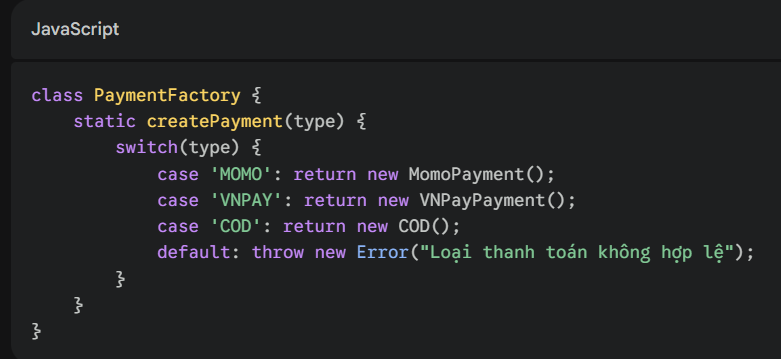 JavaScript
class PaymentFactory {
    static createPayment(type) {
        switch(type) {
            case 'MOMO': return new MomoPayment();
            case 'VNPAY': return new VNPayPayment();
            case 'COD': return new COD();
            default: throw new Error("Loại thanh toán không hợp lệ");
        }
    }
}